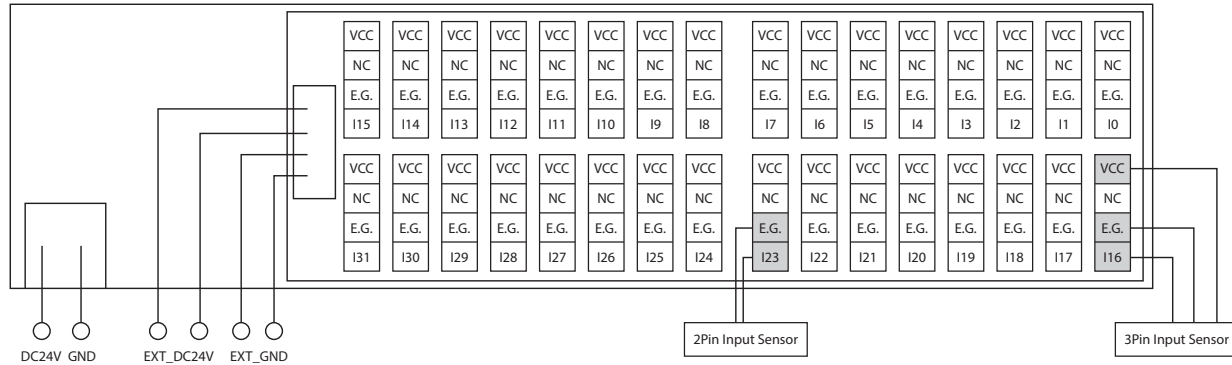 VCC VCC VCC VCC VCC VCC VCC VCC VCC VCC VCC VCC VCC VCC VCC VCC
NC NC NC NC NC NC NC NC NC NC NC NC NC NC NC NC
E.G. E.G. E.G. E.G. E.G. E.G. E.G. E.G. E.G. E.G. E.G. E.G. E.G. E.G. E.G. E.G.
I15 I14 I13 I12 I11 I10 I9 I8 I7 I6 I5 I4 I3 I2 I1 I0
VCC VCC VCC VCC VCC VCC VCC VCC VCC VCC VCC VCC VCC VCC VCC VCC
NC NC NC NC NC NC NC NC NC NC NC NC NC NC NC NC
E.G. E.G. E.G. E.G. E.G. E.G. E.G. E.G. E.G. E.G. E.G. E.G. E.G. E.G. E.G. E.G.
I31 I30 I29 I28 I27 I26 I25 I24 I23 I22 I21 I20 I19 I18 I17 I16
2Pin Input Sensor 3Pin Input Sensor
DC24V GND EXT_DC24V EXT_GND